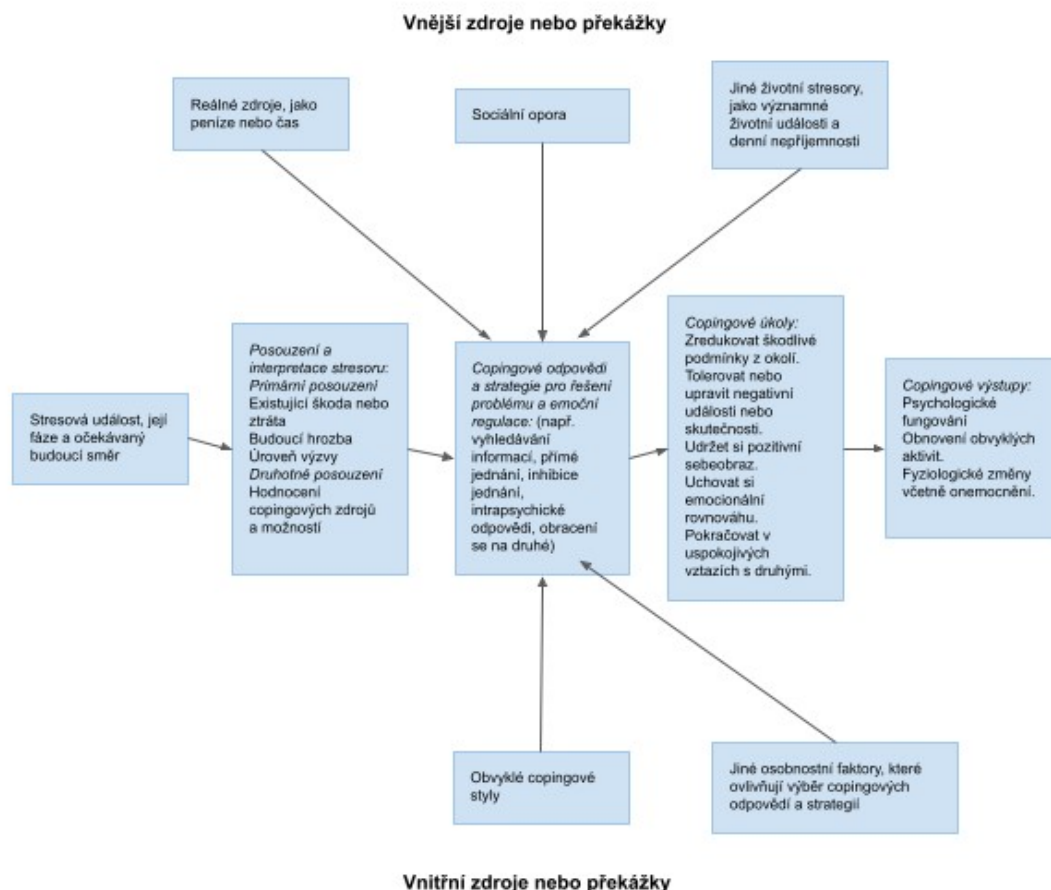 Vnější zdroje nebo překážky
Reálné zdroje, jako
peníze nebo čas
Sociální opora
Jiné životní stresory,
jako významné
životní události a
denní nepříjemnosti
Stresová událost, její
fáze a očekávaný
budoucí směr
Posouzení a
interpretace stresoru:
Primární posouzení
Existující škoda nebo
ztráta
Budoucí hrozba
Úroveň výzvy
Druhotné posouzení
Hodnocení
copingových zdrojů
a možností
Copingové odpovědi
a strategie pro řešení
problému a emoční
regulace: (např.
vyhledávání
informací, přímé
jednání, inhibice
jednání,
intrapsychické
odpovědi, obracení
se na druhé)
Copingové úkoly:
Zredukovat škodlivé
podmínky z okolí.
Tolerovat nebo
upravit negativní
události nebo
skutečnosti.
Udržet si pozitivní
sebeobraz.
Uchovat si
emocionální
rovnováhu.
Pokračovat v
uspokojivých
vztazích s druhými.
Copingové výstupy:
Psychologické
fungování
Obnovení obvyklých
aktivit.
Fyziologické změny
včetně onemocnění.
Obvyklé copingové
styly
Jiné osobnostní faktory, které
ovlivňují výběr copingových
odpovědí a strategií
Vnitřní zdroje nebo překážky